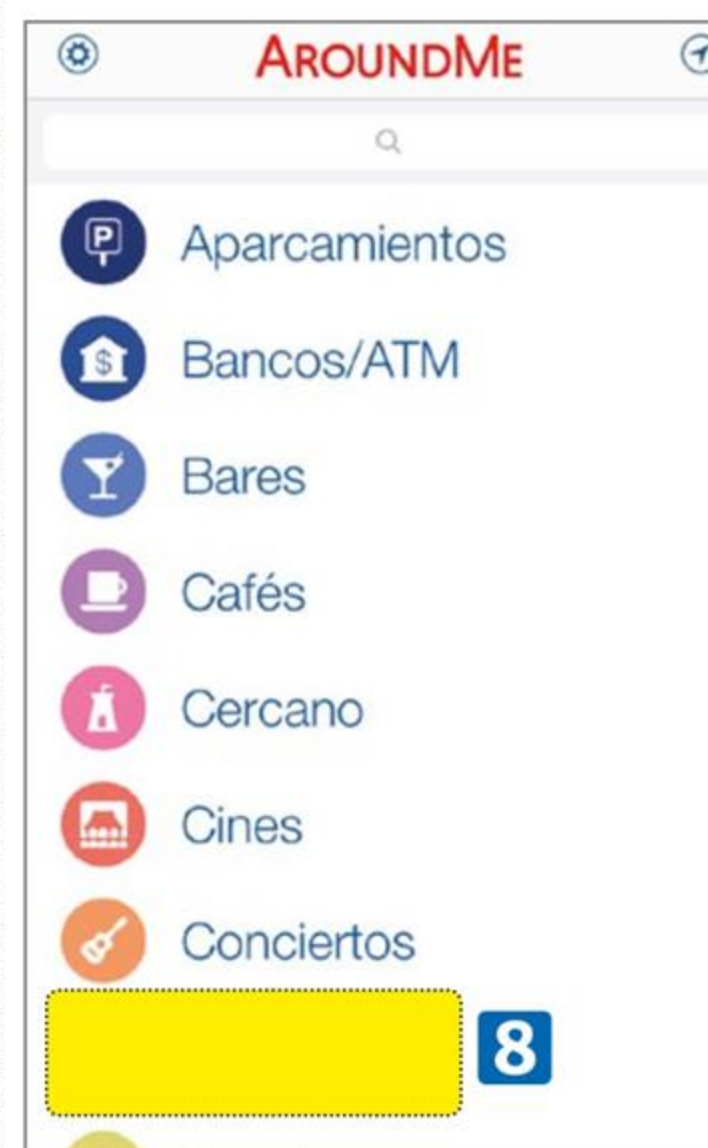 AROUNDME
P
Aparcamientos
$
Bancos/ATM
Bares
Cafés
Cercano
Cines
Conciertos
8